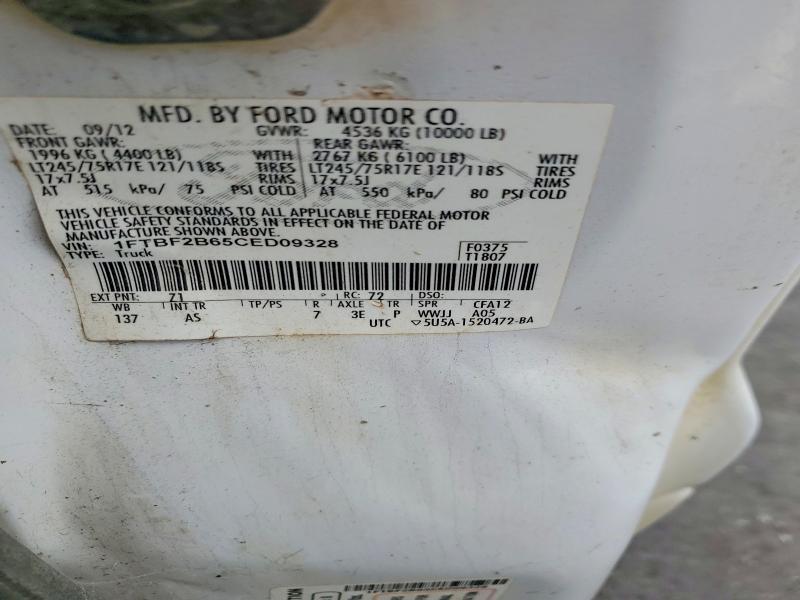 MFD. BY FORD MOTOR CO.
DATE: 09/12 GVWR: 4536 KG (10000 LB)
FRONT GAWR: REAR GAWR:
1996 KG (4400 LB) WITH 2767 KG (6100 LB) WITH
LT245/75R17E 121/118S TIRES LT245/75R17E 121/118S TIRES
17x7.5J RIMS 17x7.5J RIMS
AT 515 kPa/ 75 PSI COLD AT 550 kPa/ 80 PSI COLD
THIS VEHICLE CONFORMS TO ALL APPLICABLE FEDERAL MOTOR
VEHICLE SAFETY STANDARDS IN EFFECT ON THE DATE OF
MANUFACTURE SHOWN ABOVE.
VIN: 1FTBF2B65CED09328 F0375
TYPE: Truck T1807
EXT PNT: Z1 RC: 72 DSO:
WB INT TR TP/PS R AXLE TR SPR CFA12
137 AS 7 3E P WWJJ A05
UTC ▽5U5A-1520472-BA